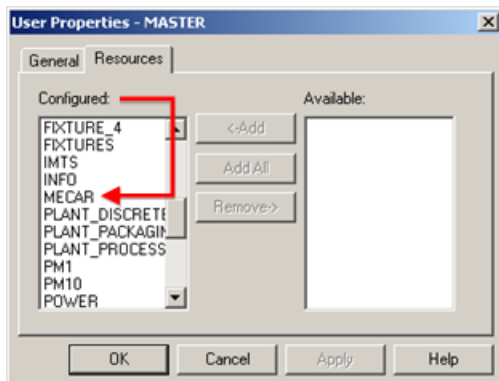 User Properties - MASTER
General Resources
Configured: Available:
FIXTURE_4
FIXTURES
IMTS
INFO
MECAR
PLANT_DISCRETE
PLANT_PACKAGIN
PLANT_PROCESS
PM1
PM10
POWER
<-Add
Add All
Remove->
OK Cancel Apply Help